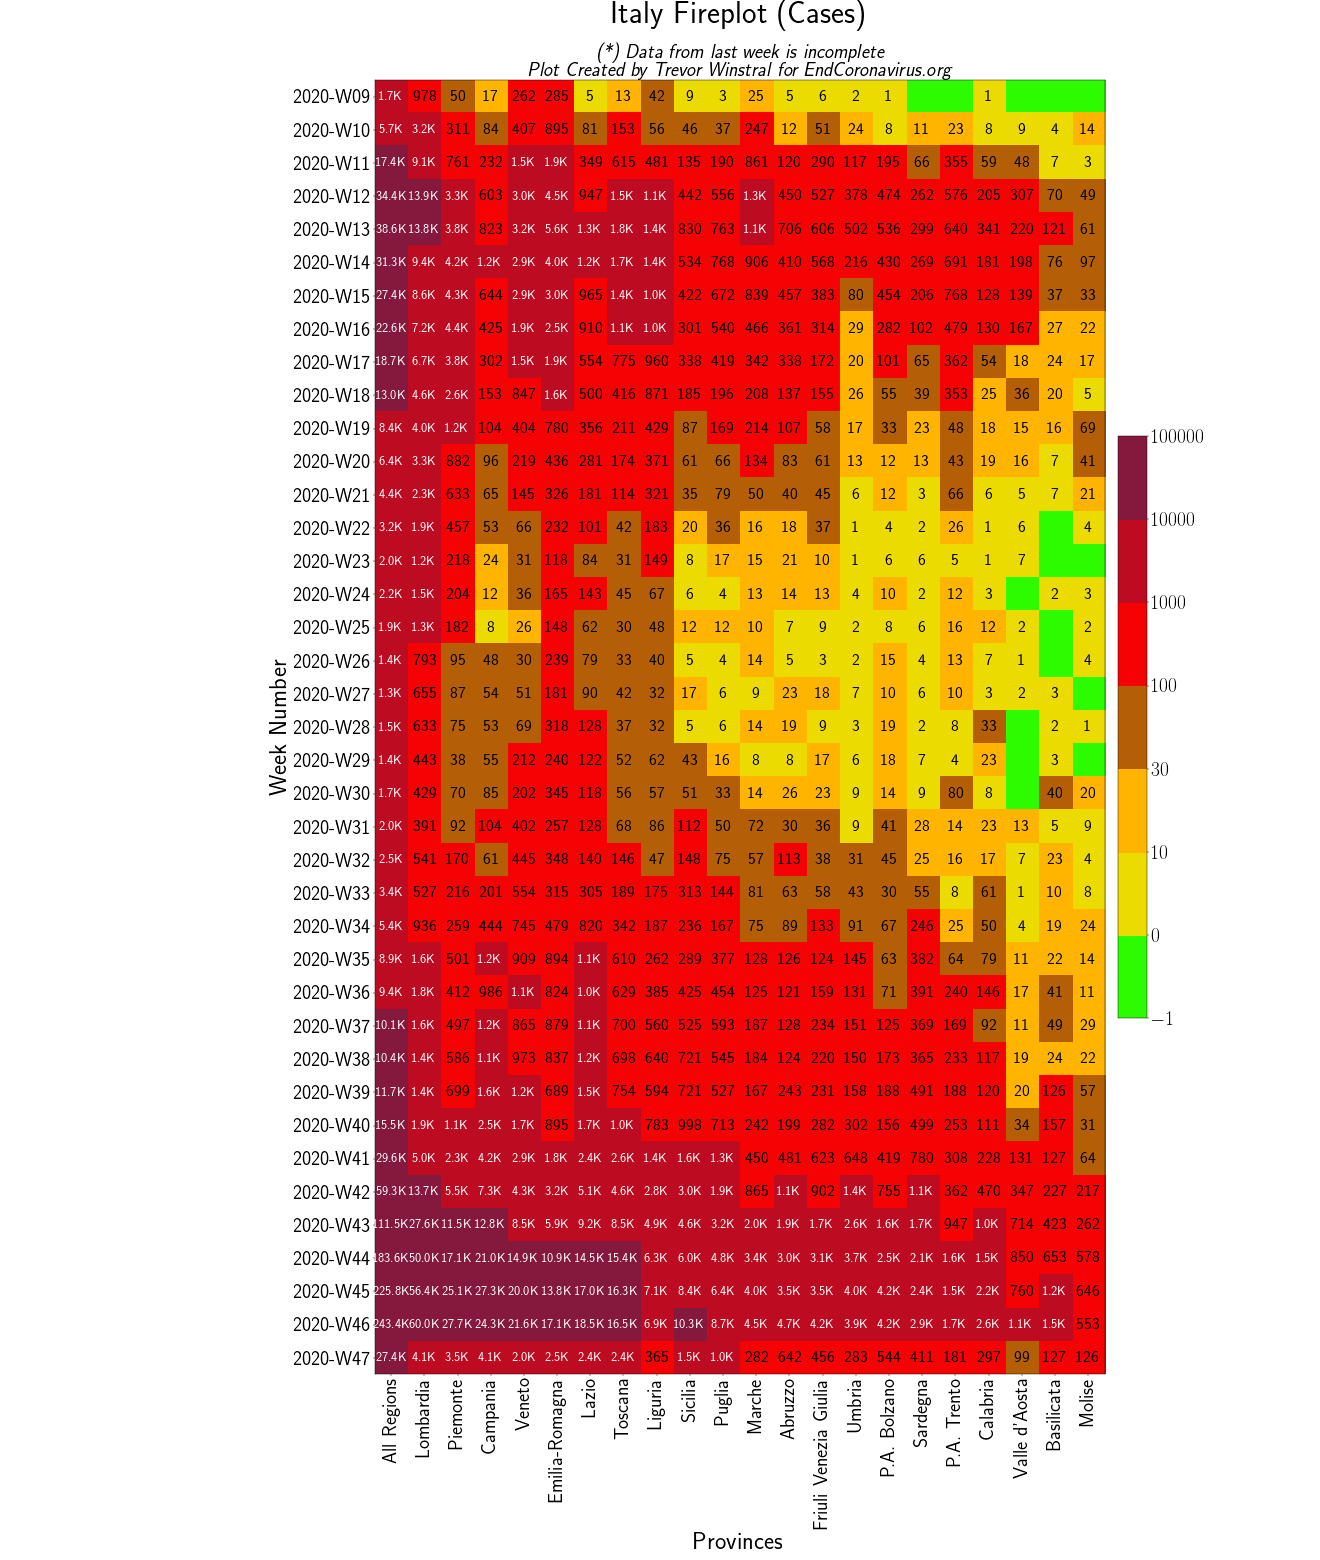 Italy Fireplot (Cases)
(*) Data from last week is incomplete
Plot Created by Trevor Winstral for EndCoronavirus.org
2020-W09 1.7K 978 50 17 262 285 5 13 42 9 3 25 5 6 2 1 1
2020-W10 5.7K 3.2K 311 84 407 895 81 153 56 46 37 247 12 51 24 8 11 23 8 9 4 14
2020-W11 17.4K 9.1K 761 232 1.5K 1.9K 349 615 481 135 190 861 120 290 117 195 66 355 59 48 7 3
2020-W12 34.4K 13.9K 3.3K 603 3.0K 4.5K 947 1.5K 1.1K 442 556 1.3K 450 527 378 474 262 576 205 307 70 49
2020-W13 38.6K 13.8K 3.8K 823 3.2K 5.6K 1.3K 1.8K 1.4K 830 763 1.1K 706 606 502 536 299 640 341 220 121 61
2020-W14 31.3K 9.4K 4.2K 1.2K 2.9K 4.0K 1.2K 1.7K 1.4K 534 768 906 410 568 216 430 269 691 181 198 76 97
2020-W15 27.4K 8.6K 4.3K 644 2.9K 3.0K 965 1.4K 1.0K 422 672 839 457 383 80 454 206 768 128 139 37 33
2020-W16 22.6K 7.2K 4.4K 425 1.9K 2.5K 910 1.1K 1.0K 301 540 466 361 314 29 282 102 479 130 167 27 22
2020-W17 18.7K 6.7K 3.8K 302 1.5K 1.9K 554 775 960 338 419 342 338 172 20 101 65 362 54 18 24 17
2020-W18 13.0K 4.6K 2.6K 153 847 1.6K 500 416 871 185 196 208 137 155 26 55 39 353 25 36 20 5
2020-W19 8.4K 4.0K 1.2K 104 404 780 356 211 429 87 169 214 107 58 17 33 23 48 18 15 16 69
2020-W20 6.4K 3.3K 882 96 219 436 281 174 371 61 66 134 83 61 13 12 13 43 19 16 7 41
2020-W21 4.4K 2.3K 633 65 145 326 181 114 321 35 79 50 40 45 6 12 3 66 6 5 7 21
2020-W22 3.2K 1.9K 457 53 66 232 101 42 183 20 36 16 18 37 1 4 2 26 1 6 4
2020-W23 2.0K 1.2K 218 24 31 118 84 31 149 8 17 15 21 10 1 6 6 5 1 7
2020-W24 2.2K 1.5K 204 12 36 165 143 45 67 6 4 13 14 13 4 10 2 12 3 2 3
2020-W25 1.9K 1.3K 182 8 26 148 62 30 48 12 12 10 7 9 2 8 6 16 12 2 2
2020-W26 1.4K 793 95 48 30 239 79 33 40 5 4 14 5 3 2 15 4 13 7 1 4
2020-W27 1.3K 655 87 54 51 181 90 42 32 17 6 9 23 18 7 10 6 10 3 2 3
2020-W28 1.5K 633 75 53 69 318 128 37 32 5 6 14 19 9 3 19 2 8 33 2 1
2020-W29 1.4K 443 38 55 212 240 122 52 62 43 16 8 8 17 6 18 7 4 23 3
2020-W30 1.7K 429 70 85 202 345 118 56 57 51 33 14 26 23 9 14 9 80 8 40 20
2020-W31 2.0K 391 92 104 402 257 128 68 86 112 50 72 30 36 9 41 28 14 23 13 5 9
2020-W32 2.5K 541 170 61 445 348 140 146 47 148 75 57 113 38 31 45 25 16 17 7 23 4
2020-W33 3.4K 527 216 201 554 315 305 189 175 313 144 81 63 58 43 30 55 8 61 1 10 8
2020-W34 5.4K 936 259 444 745 479 820 342 187 236 167 75 89 133 91 67 246 25 50 4 19 24
2020-W35 8.9K 1.6K 501 1.2K 909 894 1.1K 610 262 289 377 128 126 124 145 63 382 64 79 11 22 14
2020-W36 9.4K 1.8K 412 986 1.1K 824 1.0K 629 385 425 454 125 121 159 131 71 391 240 146 17 41 11
2020-W37 10.1K 1.6K 497 1.2K 865 879 1.1K 700 560 525 593 187 128 234 151 125 369 169 92 11 49 29
2020-W38 10.4K 1.4K 586 1.1K 973 837 1.2K 698 640 721 545 184 124 220 150 173 365 233 117 19 24 22
2020-W39 11.7K 1.4K 699 1.6K 1.2K 689 1.5K 754 594 721 527 167 243 231 158 188 491 188 120 20 126 57
2020-W40 15.5K 1.9K 1.1K 2.5K 1.7K 895 1.7K 1.0K 783 998 713 242 199 282 302 156 499 253 111 34 157 31
2020-W41 29.6K 5.0K 2.3K 4.2K 2.9K 1.8K 2.4K 2.6K 1.4K 1.6K 1.3K 450 481 623 648 419 780 308 228 131 127 64
2020-W42 59.3K 13.7K 5.5K 7.3K 4.3K 3.2K 5.1K 4.6K 2.8K 3.0K 1.9K 865 1.1K 902 1.4K 755 1.1K 362 470 347 227 217
2020-W43 111.5K 27.6K 11.5K 12.8K 8.5K 5.9K 9.2K 8.5K 4.9K 4.6K 3.2K 2.0K 1.9K 1.7K 2.6K 1.6K 1.7K 947 1.0K 714 423 262
2020-W44 183.6K 50.0K 17.1K 21.0K 14.9K 10.9K 14.5K 15.4K 6.3K 6.0K 4.8K 3.4K 3.0K 3.1K 3.7K 2.5K 2.1K 1.6K 1.5K 850 653 578
2020-W45 225.8K 56.4K 25.1K 27.3K 20.0K 13.8K 17.0K 16.3K 7.1K 8.4K 6.4K 4.0K 3.5K 3.5K 4.0K 4.2K 2.4K 1.5K 2.2K 760 1.2K 646
2020-W46 243.4K 60.0K 27.7K 24.3K 21.6K 17.1K 18.5K 16.5K 6.9K 10.3K 8.7K 4.5K 4.7K 4.2K 3.9K 4.2K 2.9K 1.7K 2.6K 1.1K 1.5K 553
2020-W47 27.4K 4.1K 3.5K 4.1K 2.0K 2.5K 2.4K 2.4K 365 1.5K 1.0K 282 642 456 283 544 411 181 297 99 127 126
Week Number
All Regions
Lombardia
Piemonte
Campania
Veneto
Emilia-Romagna
Lazio
Toscana
Liguria
Sicilia
Puglia
Marche
Abruzzo
Friuli Venezia Giulia
Umbria
P.A. Bolzano
Sardegna
P.A. Trento
Calabria
Valle d'Aosta
Basilicata
Molise
Provinces
100000
10000
1000
100
30
10
0
−1